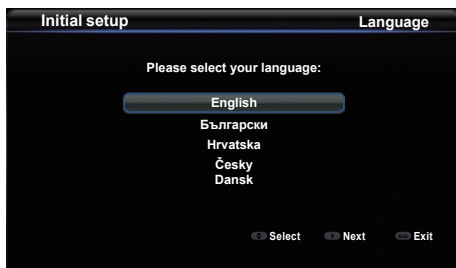 Initial setup Language
Please select your language:
English
Български
Hrvatska
Česky
Dansk
Select Next Exit